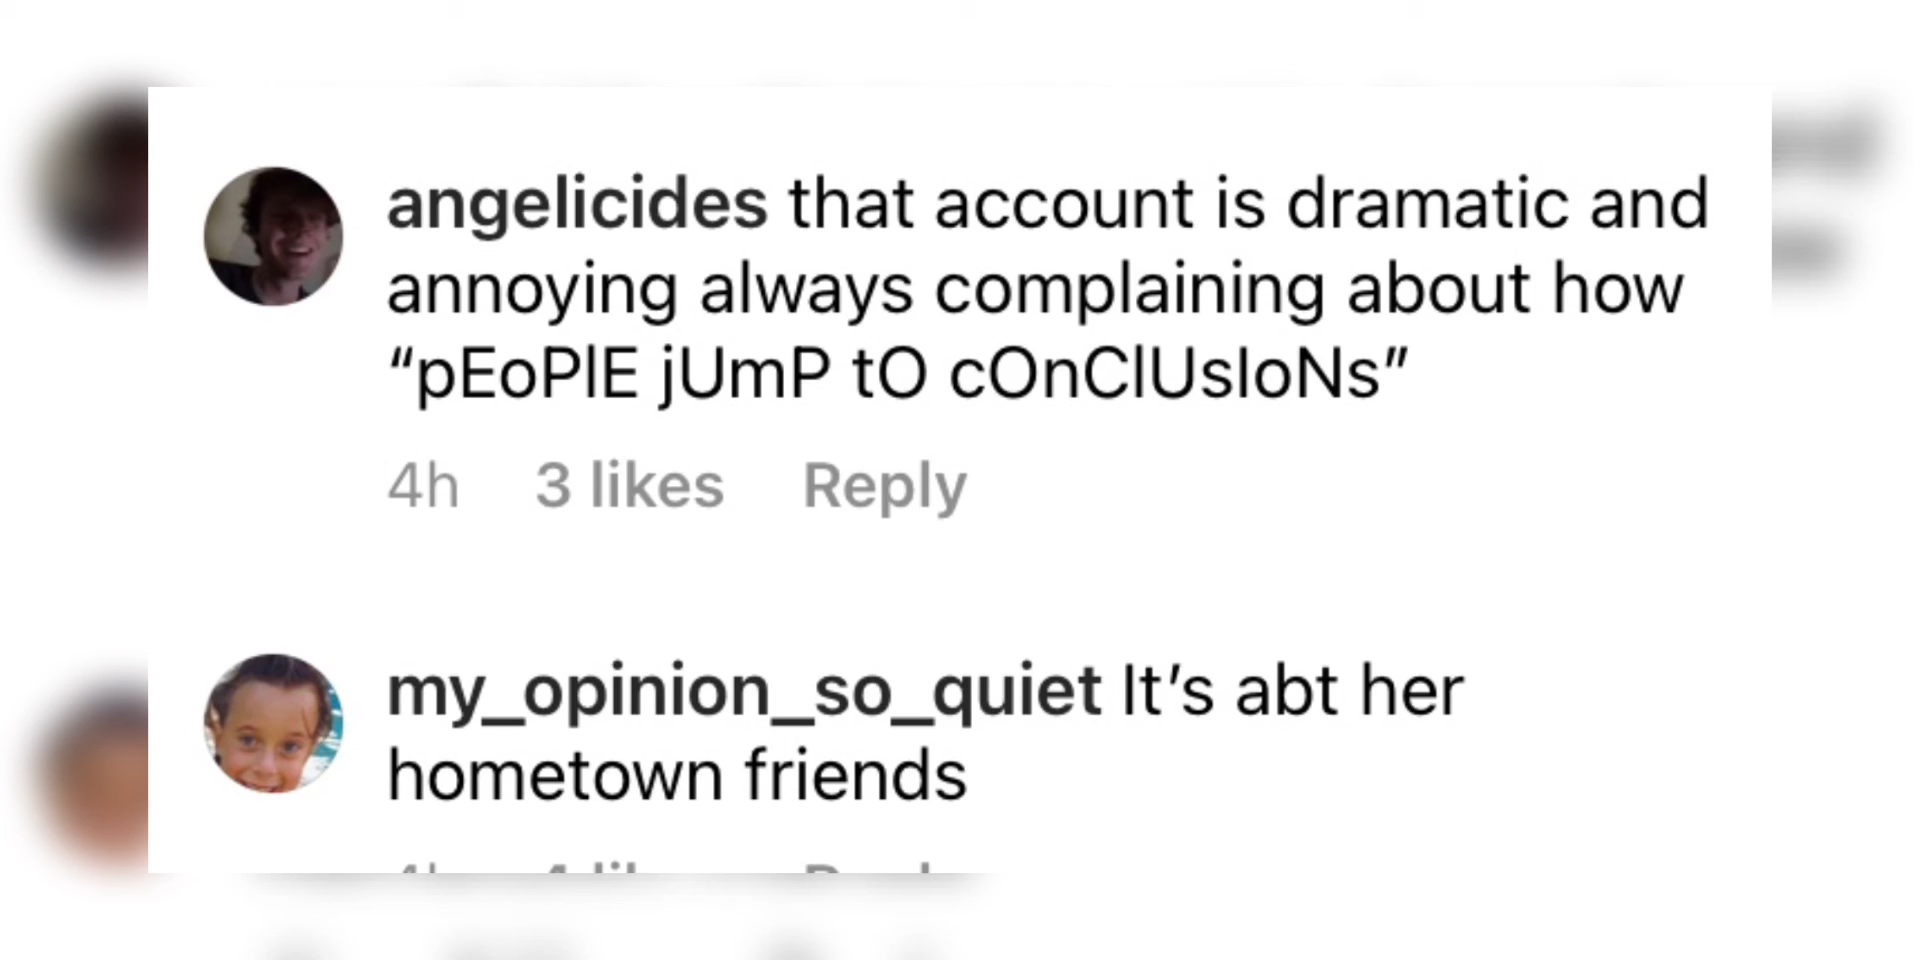 angelicides that account is dramatic and
annoying always complaining about how
“pEoPlE jUmP tO cOnClUsIoNs”
4h 3 likes Reply
my_opinion_so_quiet It’s abt her
hometown friends